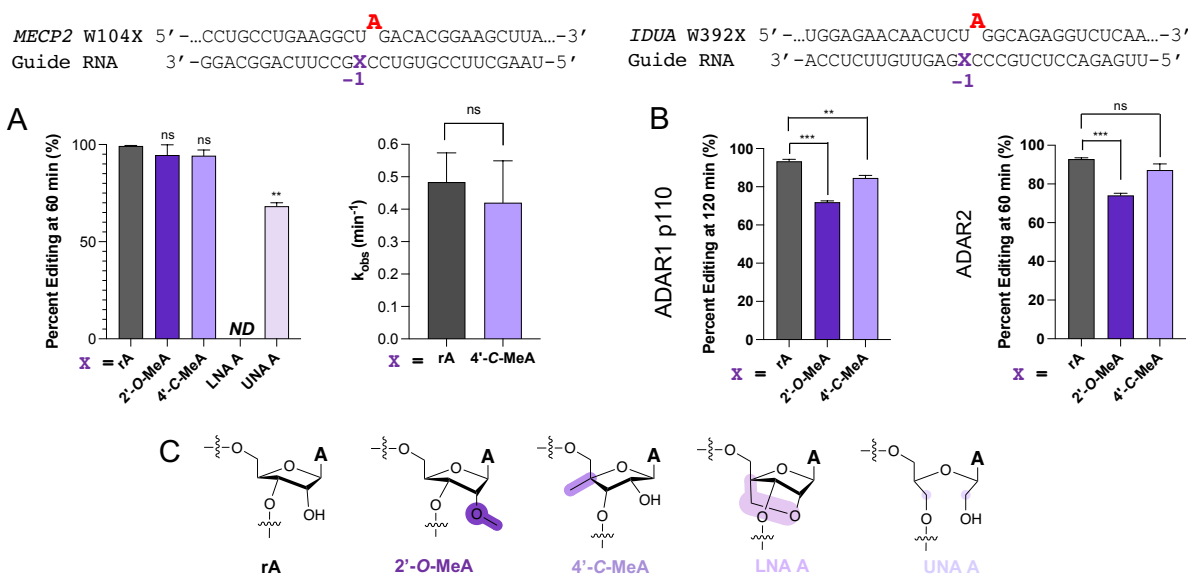 A
MECP2 W104X 5'-…CCUGCCUGAAGGCU GACACGGAAGCUUA…-3'
Guide RNA 3'-GGACGGACUUCCGXCCUGUGCCUUCGAAU-5'
-1
A
IDUA W392X 5'-…UGGAGAACAACUCU GGCAGAGGUCUCAA…-3'
Guide RNA 3'-ACCUCUUGUUGAGXCCCGUCUCCAGAGUU-5'
-1
A
Percent Editing at 60 min (%)
100
50
0
ns
ns
ND
**
X = rA 2'-O-MeA 4'-C-MeA LNA A UNA A
kobs (min-1)
0.6
0.5
0.4
0.3
0.2
0.1
0.0
ns
X = rA 4'-C-MeA
B
ADAR1 p110
Percent Editing at 120 min (%)
100
80
60
40
20
0
**
***
X = rA 2'-O-MeA 4'-C-MeA
ADAR2
Percent Editing at 60 min (%)
100
80
60
40
20
0
ns
***
X = rA 2'-O-MeA 4'-C-MeA
C
O
O
A
O
OH
rA
O
O
A
O
O
2'-O-MeA
O
O
A
O
OH
4'-C-MeA
O
O
A
O
O
LNA A
O
O
A
O
OH
UNA A